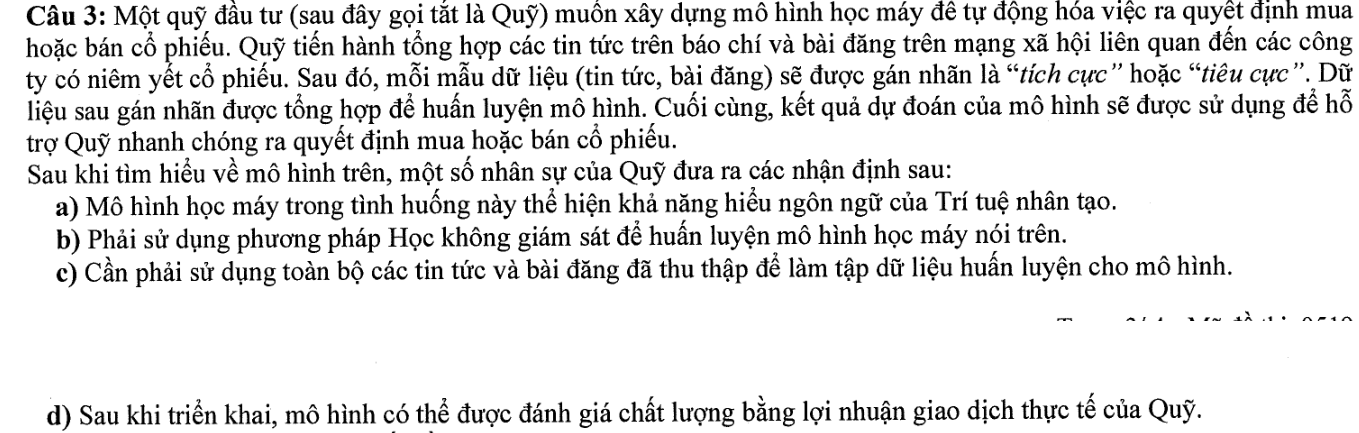 Câu 3: Một quỹ đầu tư (sau đây gọi tắt là Quỹ) muốn xây dựng mô hình học máy để tự động hóa việc ra quyết định mua
hoặc bán cổ phiếu. Quỹ tiến hành tổng hợp các tin tức trên báo chí và bài đăng trên mạng xã hội liên quan đến các công
ty có niêm yết cổ phiếu. Sau đó, mỗi mẫu dữ liệu (tin tức, bài đăng) sẽ được gán nhãn là “tích cực” hoặc “tiêu cực”. Dữ
liệu sau gán nhãn được tổng hợp để huấn luyện mô hình. Cuối cùng, kết quả dự đoán của mô hình sẽ được sử dụng để hỗ
trợ Quỹ nhanh chóng ra quyết định mua hoặc bán cổ phiếu.
Sau khi tìm hiểu về mô hình trên, một số nhân sự của Quỹ đưa ra các nhận định sau:
a) Mô hình học máy trong tình huống này thể hiện khả năng hiểu ngôn ngữ của Trí tuệ nhân tạo.
b) Phải sử dụng phương pháp Học không giám sát để huấn luyện mô hình học máy nói trên.
c) Cần phải sử dụng toàn bộ các tin tức và bài đăng đã thu thập để làm tập dữ liệu huấn luyện cho mô hình.
d) Sau khi triển khai, mô hình có thể được đánh giá chất lượng bằng lợi nhuận giao dịch thực tế của Quỹ.